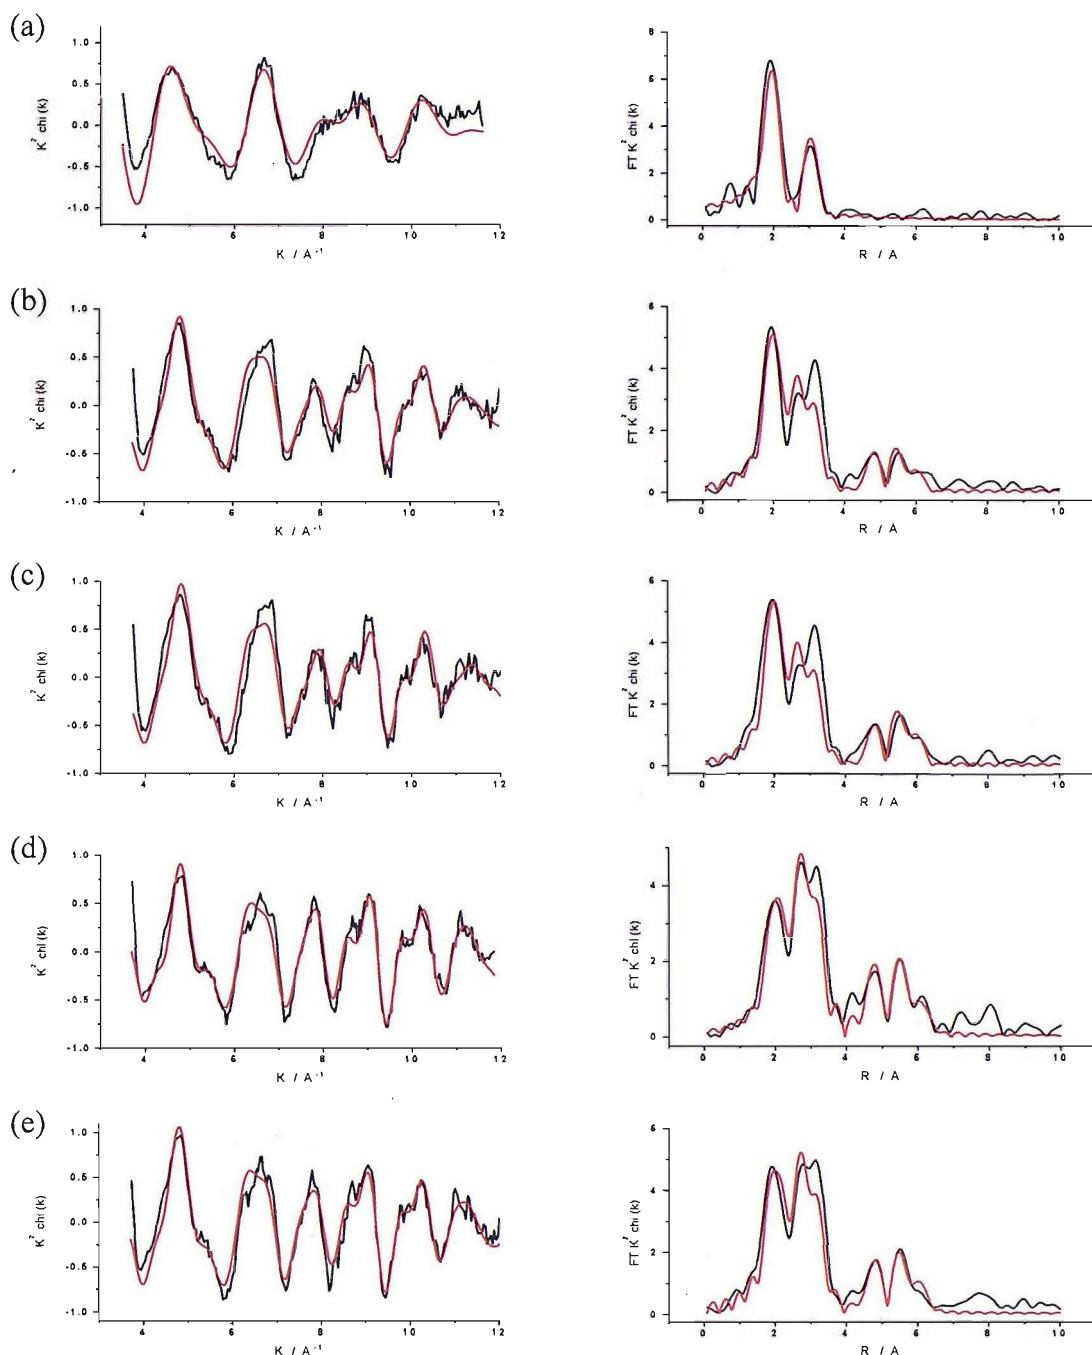 (a)
1.0
0.5
0.0
-0.5
-1.0
K² chi (k)
4 6 8 10 12
K / A⁻¹
8
6
4
2
0
FT K² chi (k)
0 2 4 6 8 10
R / A
(b)
1.0
0.5
0.0
-0.5
-1.0
K² chi (k)
4 6 8 10 12
K / A⁻¹
6
4
2
0
FT K² chi (k)
0 2 4 6 8 10
R / A
(c)
1.0
0.5
0.0
-0.5
-1.0
K² chi (k)
4 6 8 10 12
K / A⁻¹
6
4
2
0
FT K² chi (k)
0 2 4 6 8 10
R / A
(d)
1.0
0.5
0.0
-0.5
-1.0
K² chi (k)
4 6 8 10 12
K / A⁻¹
4
2
0
FT K² chi (k)
0 2 4 6 8 10
R / A
(e)
1.0
0.5
0.0
-0.5
-1.0
K² chi (k)
4 6 8 10 12
K / A⁻¹
6
4
2
0
FT K² chi (k)
0 2 4 6 8 10
R / A